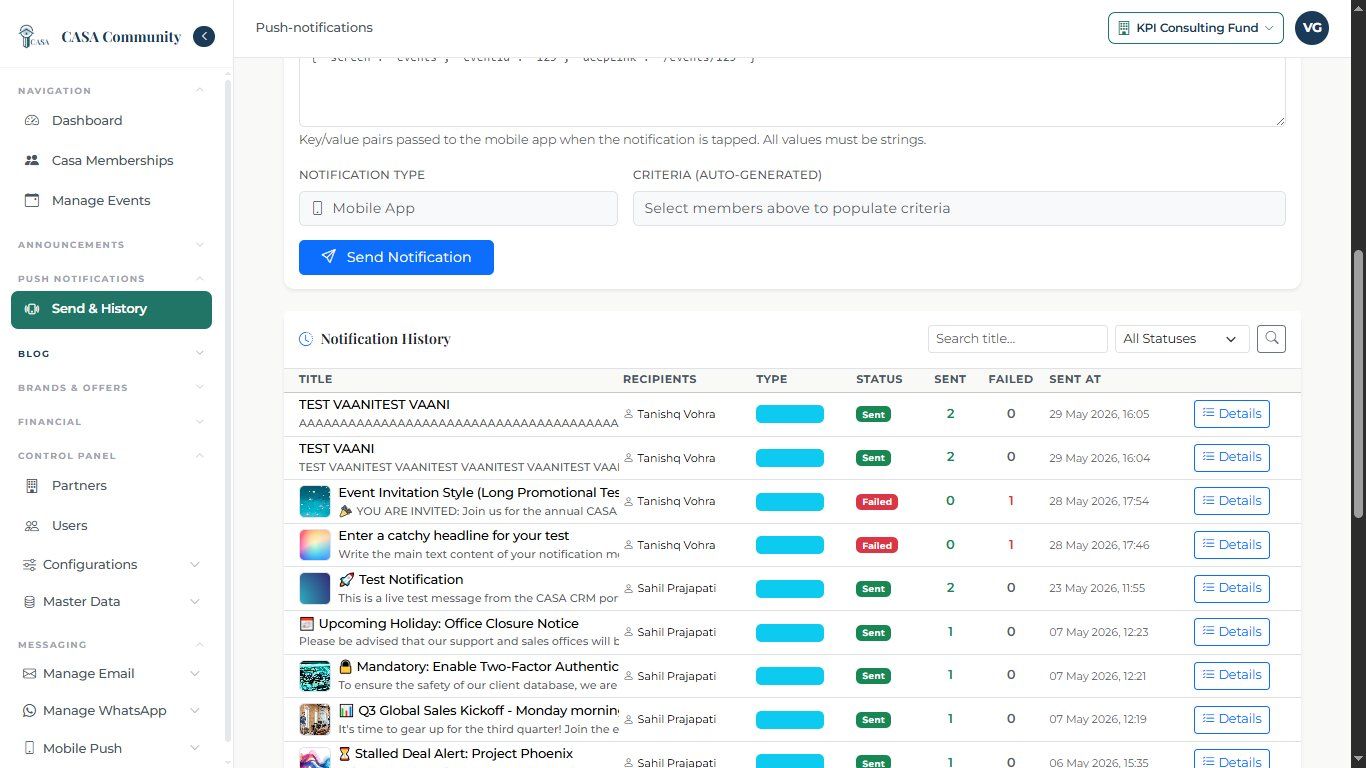 CASA
CASA Community
Push-notifications
KPI Consulting Fund
VG
NAVIGATION
Dashboard
Casa Memberships
Manage Events
ANNOUNCEMENTS
PUSH NOTIFICATIONS
Send & History
BLOG
BRANDS & OFFERS
FINANCIAL
CONTROL PANEL
Partners
Users
Configurations
Master Data
MESSAGING
Manage Email
Manage WhatsApp
Mobile Push
Key/value pairs passed to the mobile app when the notification is tapped. All values must be strings.
NOTIFICATION TYPE
CRITERIA (AUTO-GENERATED)
Mobile App
Select members above to populate criteria
Send Notification
Notification History
Search title...
All Statuses
TITLE RECIPIENTS TYPE STATUS SENT FAILED SENT AT
TEST VAANITEST VAANI
Tanishq Vohra Sent 2 0 29 May 2026, 16:05 Details
TEST VAANI
TEST VAANITEST VAANITEST VAANITEST VAANITEST VAAI
Tanishq Vohra Sent 2 0 29 May 2026, 16:04 Details
Event Invitation Style (Long Promotional Tes
🎉 YOU ARE INVITED: Join us for the annual CASA
Tanishq Vohra Failed 0 1 28 May 2026, 17:54 Details
Enter a catchy headline for your test
Write the main text content of your notification m
Tanishq Vohra Failed 0 1 28 May 2026, 17:46 Details
🚀 Test Notification
This is a live test message from the CASA CRM por
Sahil Prajapati Sent 2 0 23 May 2026, 11:55 Details
📅 Upcoming Holiday: Office Closure Notice
Please be advised that our support and sales offices will b
Sahil Prajapati Sent 1 0 07 May 2026, 12:23 Details
🔒 Mandatory: Enable Two-Factor Authentic
To ensure the safety of our client database, we are
Sahil Prajapati Sent 1 0 07 May 2026, 12:21 Details
📊 Q3 Global Sales Kickoff - Monday morning
It's time to gear up for the third quarter! Join the e
Sahil Prajapati Sent 1 0 07 May 2026, 12:19 Details
⏳ Stalled Deal Alert: Project Phoenix
Sahil Prajapati Sent 1 0 06 May 2026, 15:35 Details